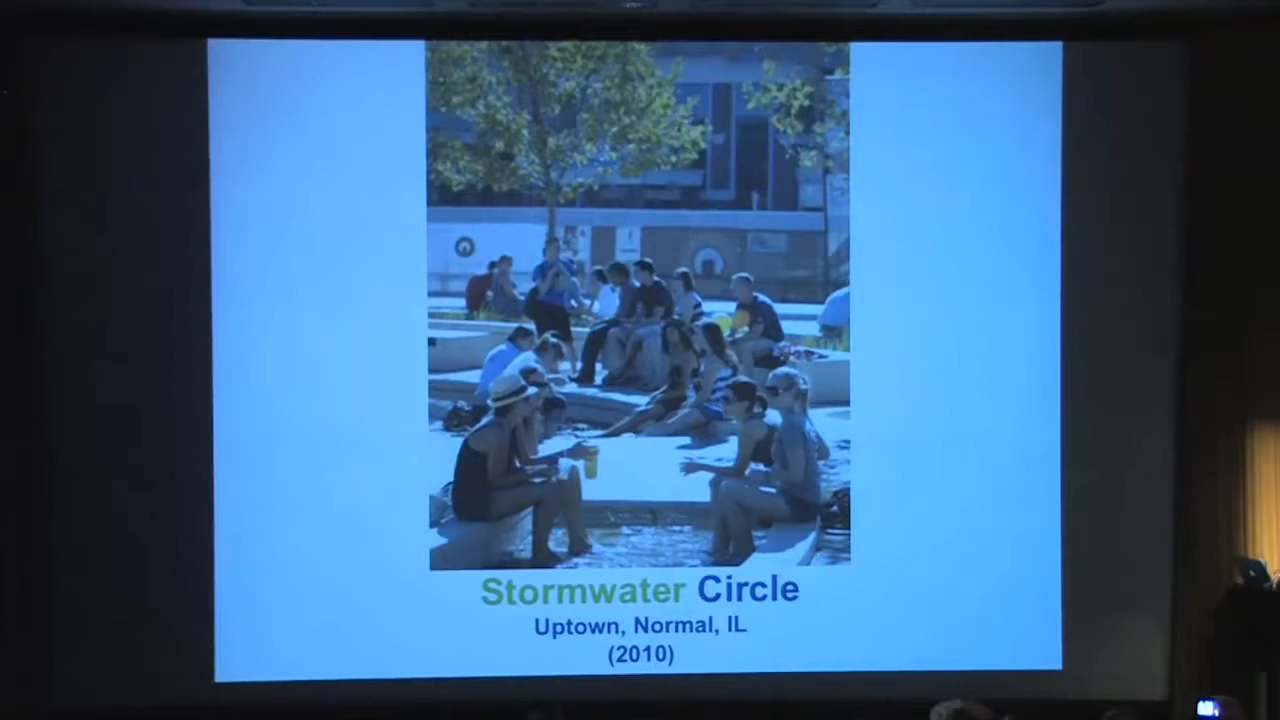 Stormwater Circle
Uptown, Normal, IL
(2010)